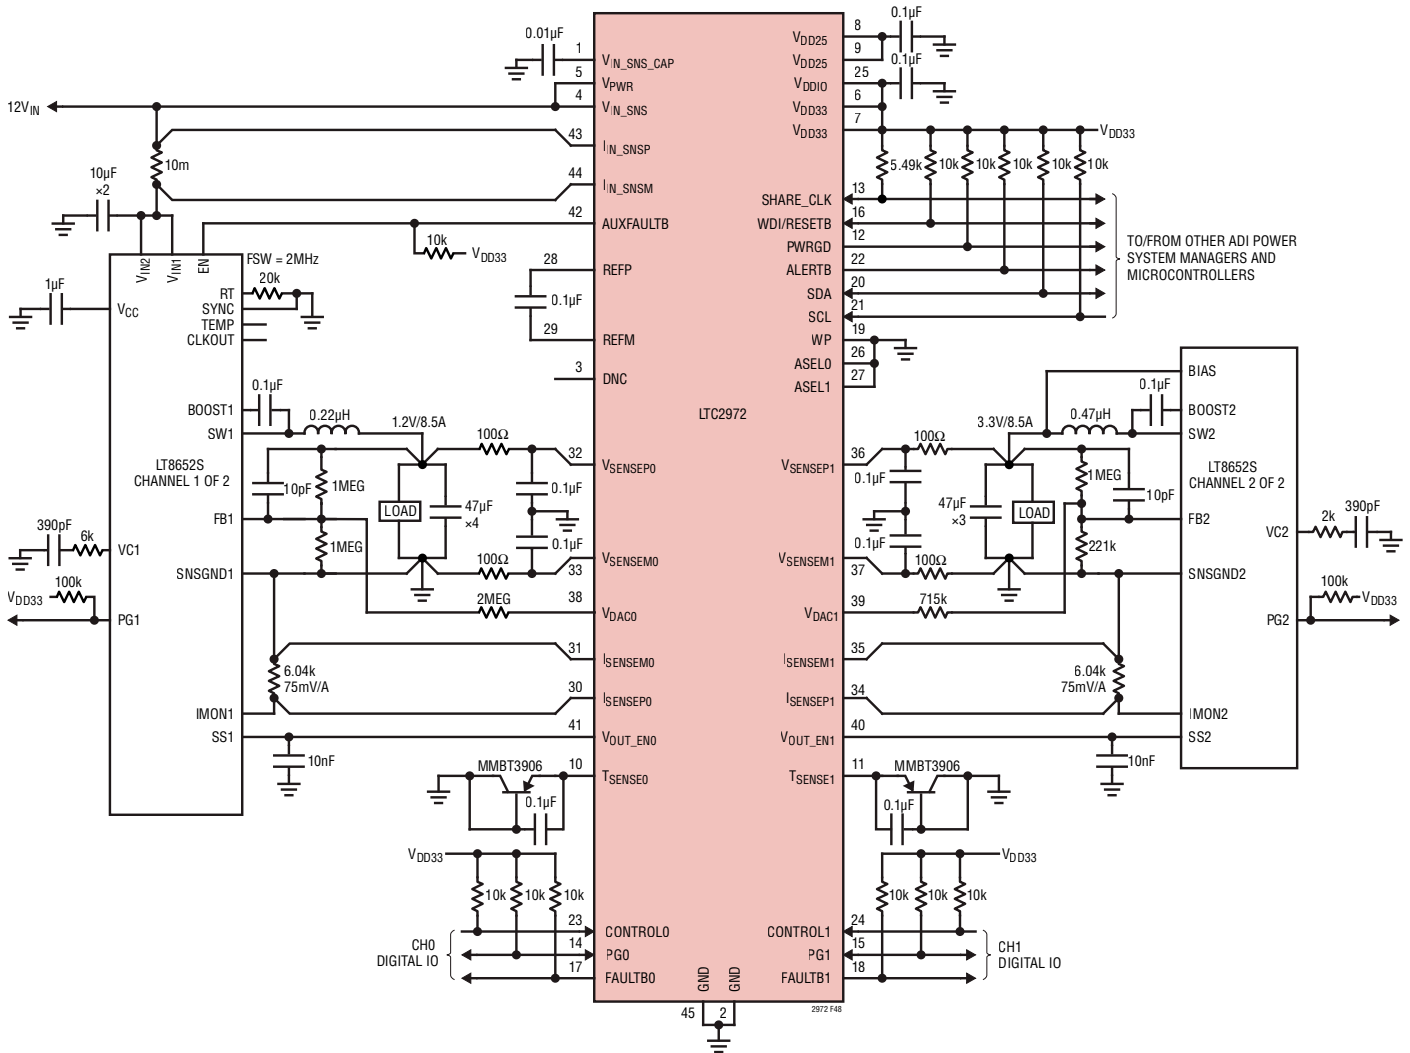 0.01µF
1
VIN_SNS_CAP
5
VPWR
4
VIN_SNS
12VIN
43
IIN_SNSP
10m
44
IIN_SNSM
10µF
×2
42
AUXFAULTB
10k
VDD33
28
REFP
0.1µF
29
REFM
3
DNC
LTC2972
0.1µF
8
VDD25
9
VDD25
0.1µF
25
VDDIO
6
VDD33
7
VDD33
VDD33
5.49k
10k
10k
10k
10k
10k
13
SHARE_CLK
16
WDI/RESETB
12
PWRGD
22
ALERTB
20
SDA
21
SCL
19
WP
26
ASEL0
27
ASEL1
TO/FROM OTHER ADI POWER
SYSTEM MANAGERS AND
MICROCONTROLLERS
VIN2
VIN1
EN
FSW = 2MHz
RT
20k
SYNC
TEMP
CLKOUT
1µF
VCC
BOOST1
0.1µF
SW1
0.22µH
1.2V/8.5A
LT8652S
CHANNEL 1 OF 2
10pF
1MEG
1MEG
FB1
LOAD
47µF
×4
100Ω
32
VSENSEP0
0.1µF
0.1µF
100Ω
VSENSEM0
33
390pF
6k
VC1
SNSGND1
100k
VDD33
PG1
2MEG
38
VDAC0
31
ISENSEM0
6.04k
75mV/A
30
ISENSEP0
IMON1
SS1
41
VOUT_EN0
10nF
MMBT3906
10
TSENSE0
0.1µF
VDD33
10k
10k
10k
23
CONTROL0
14
PG0
17
FAULTB0
CH0
DIGITAL IO
BIAS
0.1µF
BOOST2
SW2
0.47µH
3.3V/8.5A
LT8652S
CHANNEL 2 OF 2
36
VSENSEP1
100Ω
0.1µF
0.1µF
47µF
×3
LOAD
1MEG
10pF
221k
FB2
390pF
2k
VC2
SNSGND2
VSENSEM1
37
100Ω
100k
VDD33
PG2
39
VDAC1
715k
35
ISENSEM1
6.04k
75mV/A
34
ISENSEP1
IMON2
SS2
40
VOUT_EN1
10nF
11
TSENSE1
MMBT3906
0.1µF
VDD33
10k
10k
10k
24
CONTROL1
15
PG1
18
FAULTB1
CH1
DIGITAL IO
GND
GND
45
2
2972 F48